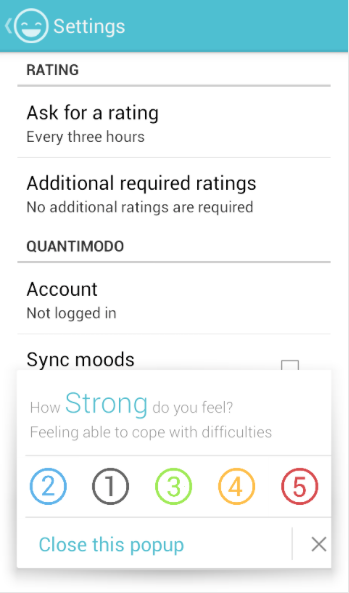 Settings
RATING
Ask for a rating
Every three hours
Additional required ratings
No additional ratings are required
QUANTIMODO
Account
Not logged in
Sync moods
How Strong do you feel?
Feeling able to cope with difficulties
2 1 3 4 5
Close this popup